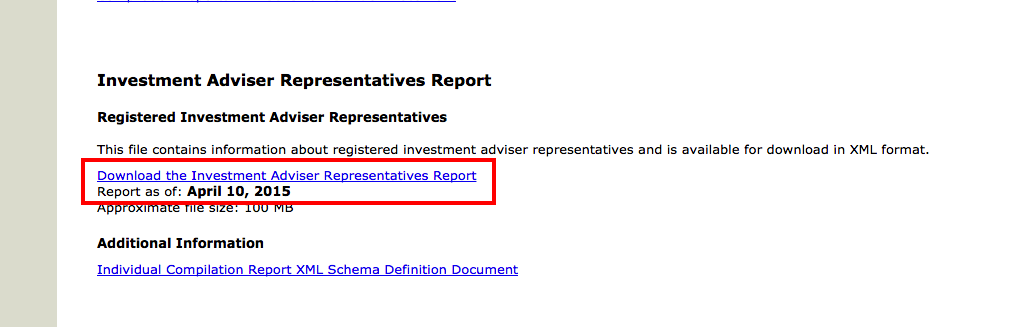 Investment Adviser Representatives Report
Registered Investment Adviser Representatives
This file contains information about registered investment adviser representatives and is available for download in XML format.
Download the Investment Adviser Representatives Report
Report as of: April 10, 2015
Approximate file size: 100 MB
Additional Information
Individual Compilation Report XML Schema Definition Document